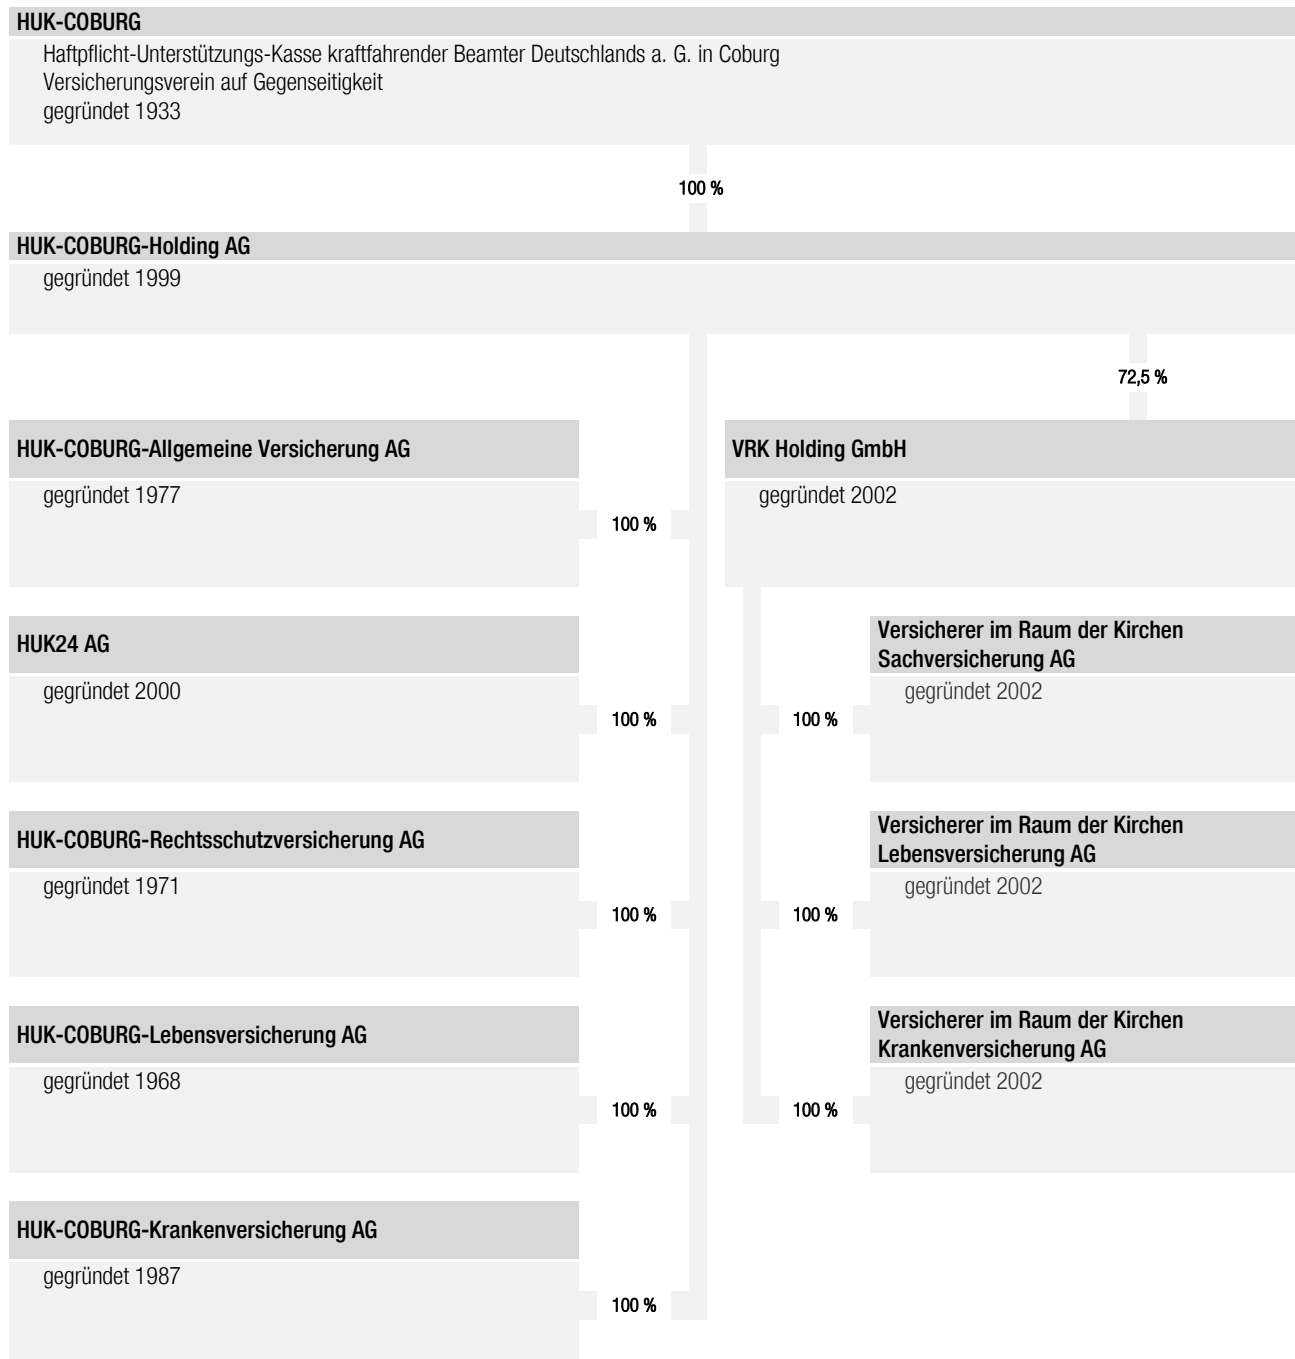 HUK-COBURG
Haftpflicht-Unterstützungs-Kasse kraftfahrender Beamter Deutschlands a. G. in Coburg
Versicherungsverein auf Gegenseitigkeit
gegründet 1933
100 %
HUK-COBURG-Holding AG
gegründet 1999
72,5 %
HUK-COBURG-Allgemeine Versicherung AG
gegründet 1977
100 %
VRK Holding GmbH
gegründet 2002
HUK24 AG
gegründet 2000
100 %
Versicherer im Raum der Kirchen
Sachversicherung AG
gegründet 2002
100 %
HUK-COBURG-Rechtsschutzversicherung AG
gegründet 1971
100 %
Versicherer im Raum der Kirchen
Lebensversicherung AG
gegründet 2002
100 %
HUK-COBURG-Lebensversicherung AG
gegründet 1968
100 %
Versicherer im Raum der Kirchen
Krankenversicherung AG
gegründet 2002
100 %
HUK-COBURG-Krankenversicherung AG
gegründet 1987
100 %